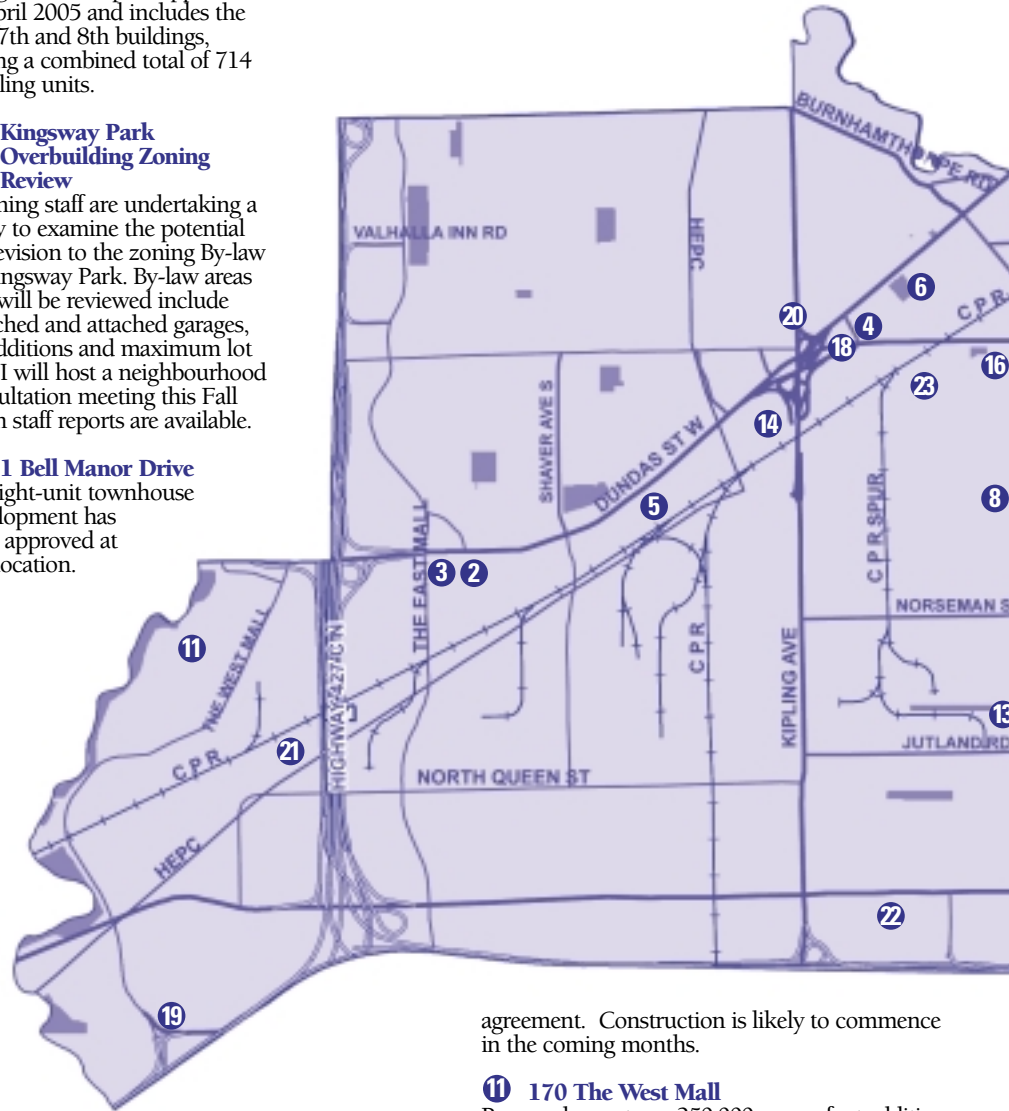 pril 2005 and includes the
7th and 8th buildings,
ng a combined total of 714
ling units.
Kingsway Park
Overbuilding Zoning
Review
ning staff are undertaking a
y to examine the potential
evision to the zoning By-law
ingsway Park. By-law areas
will be reviewed include
ched and attached garages,
dditions and maximum lot
I will host a neighbourhood
ultation meeting this Fall
n staff reports are available.
1 Bell Manor Drive
ight-unit townhouse
lopment has
approved at
ocation.
BURNHAMTHORPE RD
VALHALLA INN RD
HEPC
6
C P R
20
4
18
16
23
SHAVER AVE S
14
DUNDAS ST W
5
C P R SPUR
8
THE EAST MALL
3
2
NORSEMAN S
11
THE WEST MALL
HIGHWAY 427/C N
C P R
KIPLING AVE
13
JUTLAND RD
21
C P R
NORTH QUEEN ST
HEPC
22
19
agreement. Construction is likely to commence
in the coming months.
11 170 The West Mall